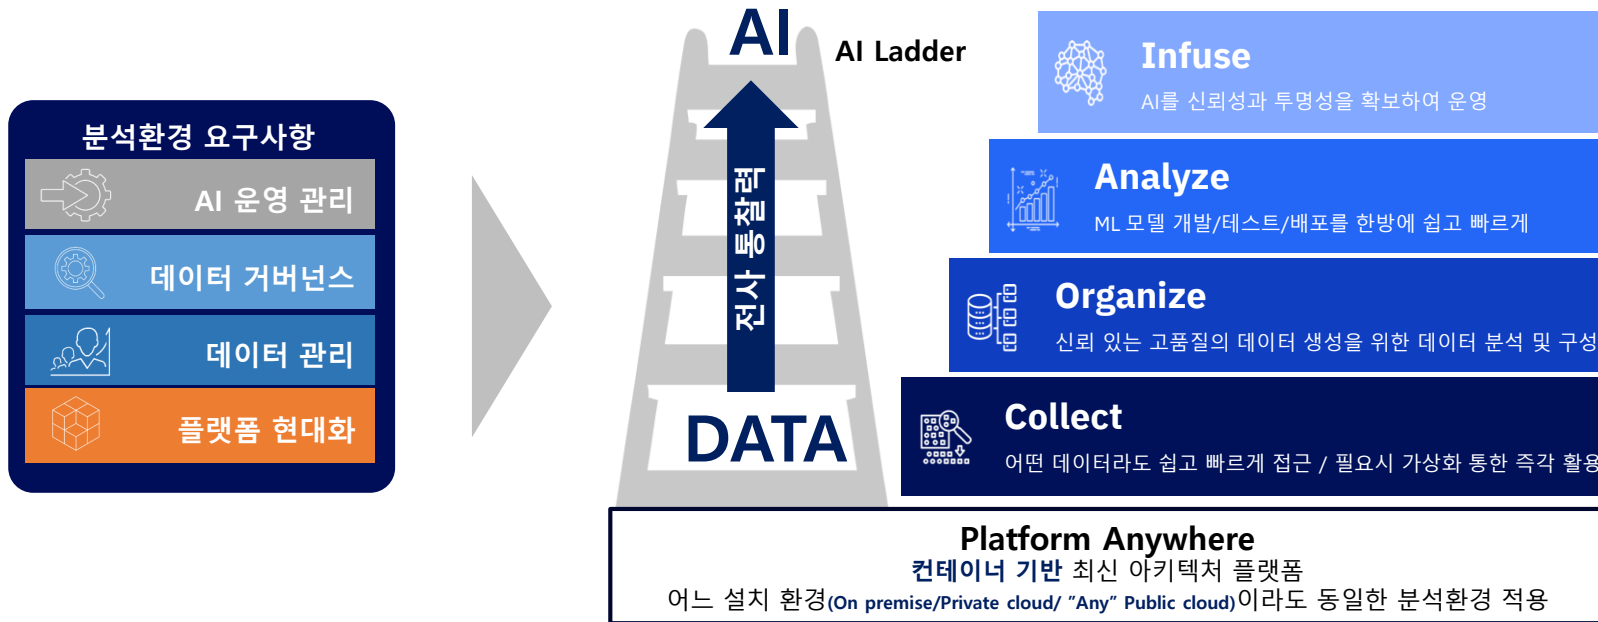 분석환경 요구사항
AI 운영 관리
데이터 거버넌스
데이터 관리
플랫폼 현대화
AI
AI Ladder
전사 통찰력
DATA
Infuse
AI를 신뢰성과 투명성을 확보하여 운영
Analyze
ML 모델 개발/테스트/배포를 한방에 쉽고 빠르게
Organize
신뢰 있는 고품질의 데이터 생성을 위한 데이터 분석 및 구성
Collect
어떤 데이터라도 쉽고 빠르게 접근 / 필요시 가상화 통한 즉각 활용
Platform Anywhere
컨테이너 기반 최신 아키텍처 플랫폼
어느 설치 환경(On premise/Private cloud/ ”Any” Public cloud)이라도 동일한 분석환경 적용